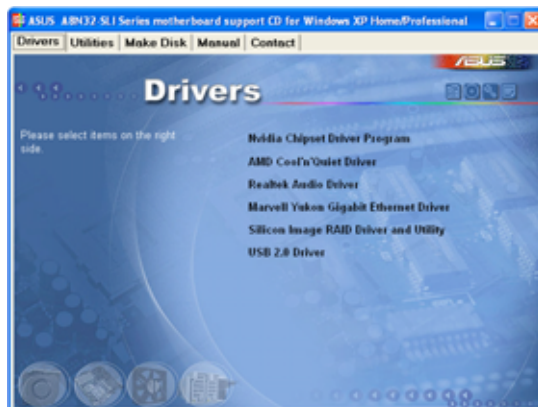 ASUS A8N32-SLI Series motherboard support CD for Windows XP Home/Professional
Drivers Utilities Make Disk Manual Contact
ASUS
Drivers
Please select items on the right
side.
Nvidia Chipset Driver Program
AMD Cool'n'Quiet Driver
Realtek Audio Driver
Marvell Yukon Gigabit Ethernet Driver
Silicon Image RAID Driver and Utility
USB 2.0 Driver